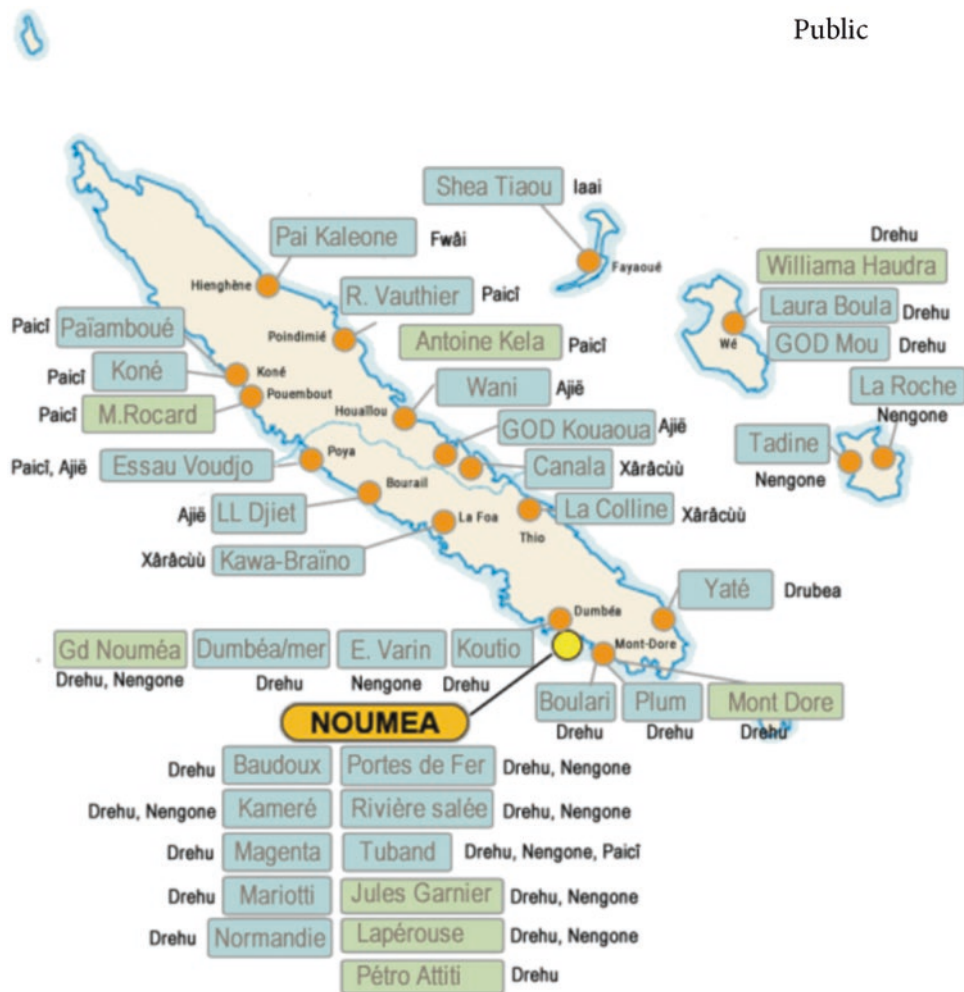 Public
Shea Tiaou Iaai
Pai Kaleone Fwâi
Fayaoué
Drehu
Williama Haudra
Hienghène
R. Vauthier Paicî
Laura Boula Drehu
Paicî Païamboué
Poindimié
Antoine Kela Paicî
Wé
GOD Mou Drehu
Paicî Koné
Koné
Wani Ajië
La Roche
Nengone
Paicî M.Rocard
Pouembout
Houaîlou
GOD Kouaoua Ajië
Tadine
Nengone
Paicî, Ajië Essau Voudjo
Poya
Canala Xârâcùù
Ajië LL Djiet
Bourail
La Colline Xârâcùù
Xârâcùù Kawa-Braïno
La Foa
Thio
Yaté Drubea
Dumbéa
Mont-Dore
Gd Nouméa Dumbéa/mer E. Varin Koutio
Drehu, Nengone Drehu Nengone Drehu
Boulari Plum Mont Dore
Drehu Drehu Drehu
NOUMEA
Drehu Baudoux Portes de Fer Drehu, Nengone
Drehu, Nengone Kameré Rivière salée Drehu, Nengone
Drehu Magenta Tuband Drehu, Nengone, Paicî
Drehu Mariotti Jules Garnier Drehu, Nengone
Drehu Normandie Lapérouse Drehu, Nengone
Pétro Attiti Drehu